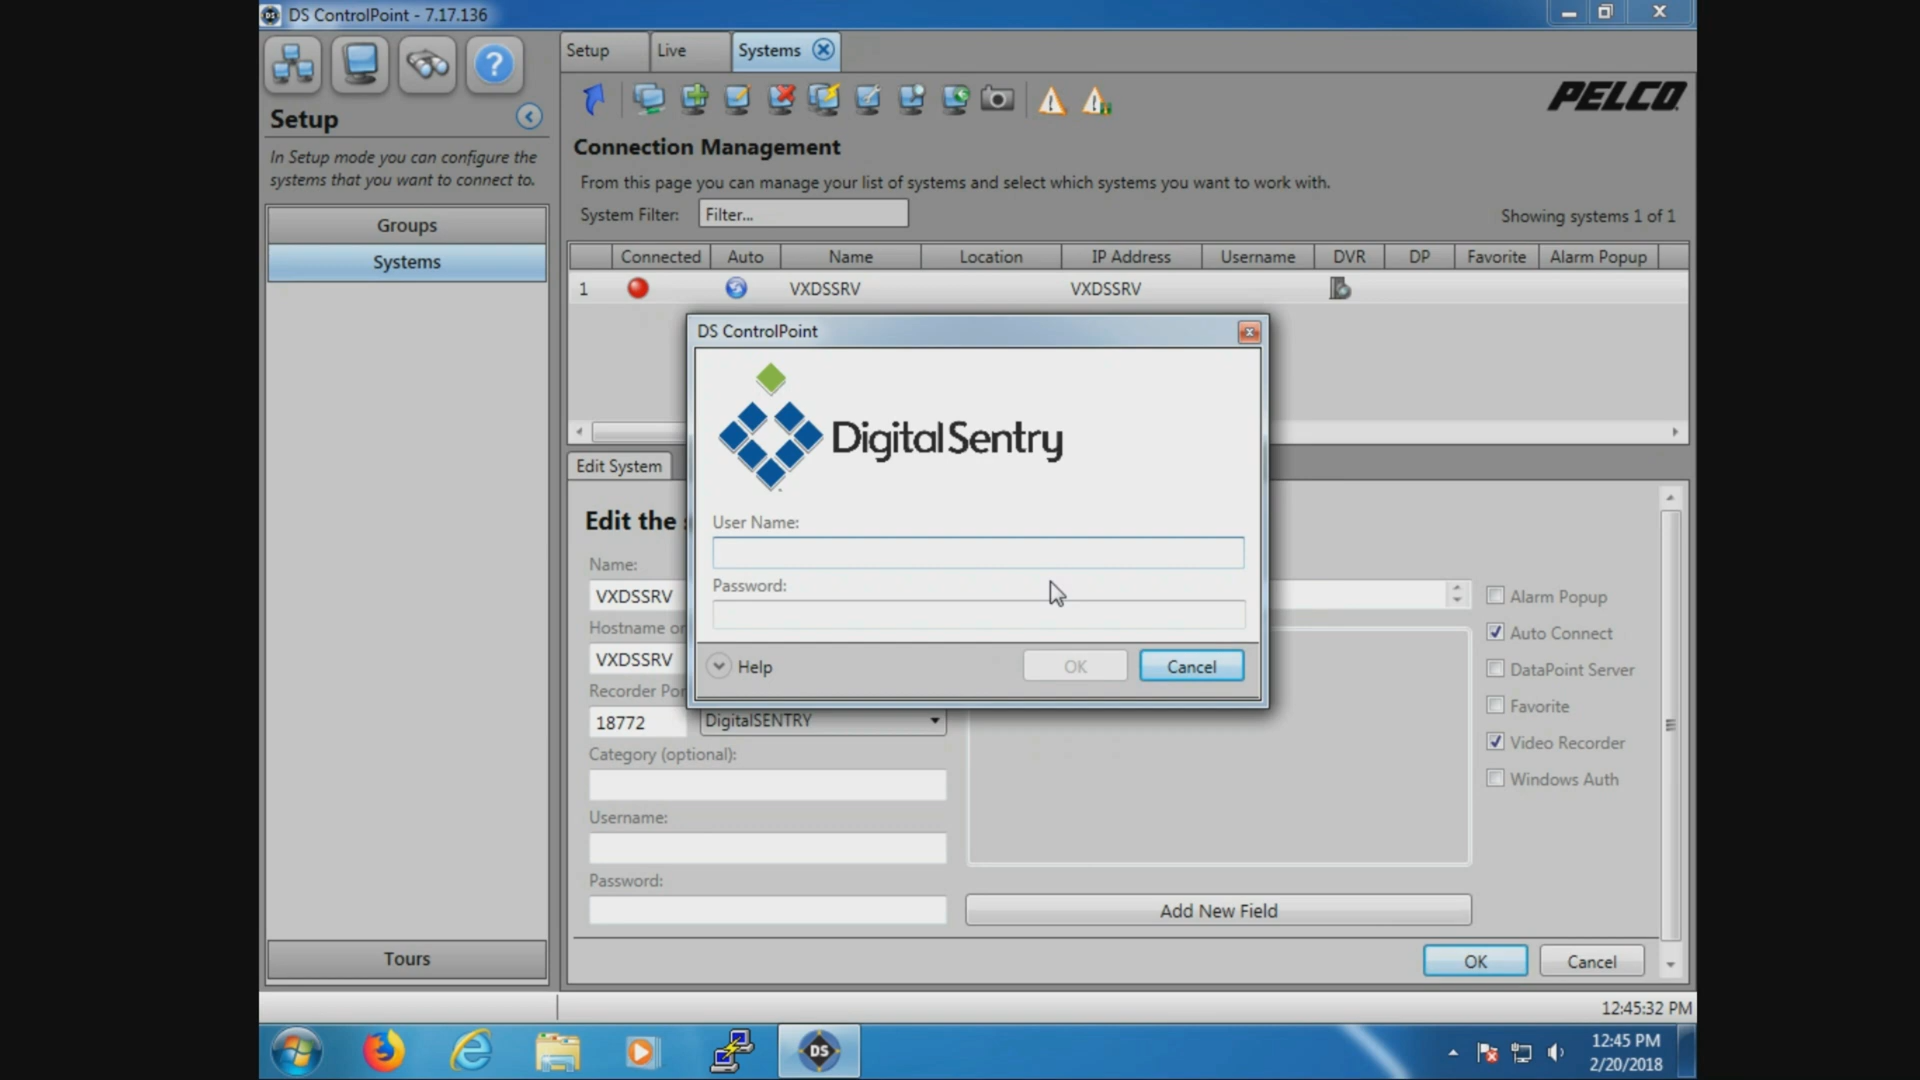 DS ControlPoint - 7.17.136
Setup
Live
Systems
PELCO
Setup
In Setup mode you can configure the
systems that you want to connect to.
Groups
Systems
Tours
Connection Management
From this page you can manage your list of systems and select which systems you want to work with.
System Filter: Filter...
Showing systems 1 of 1
Connected Auto Name Location IP Address Username DVR DP Favorite Alarm Popup
1 VXDSSRV VXDSSRV
DS ControlPoint
DigitalSentry
User Name:
Password:
Help OK Cancel
Edit System
Edit the
Name:
VXDSSRV
Hostname or
VXDSSRV
Recorder Por
18772 DigitalSENTRY
Category (optional):
Username:
Password:
Add New Field
Alarm Popup
Auto Connect
DataPoint Server
Favorite
Video Recorder
Windows Auth
OK Cancel
12:45:32 PM
DS
12:45 PM
2/20/2018